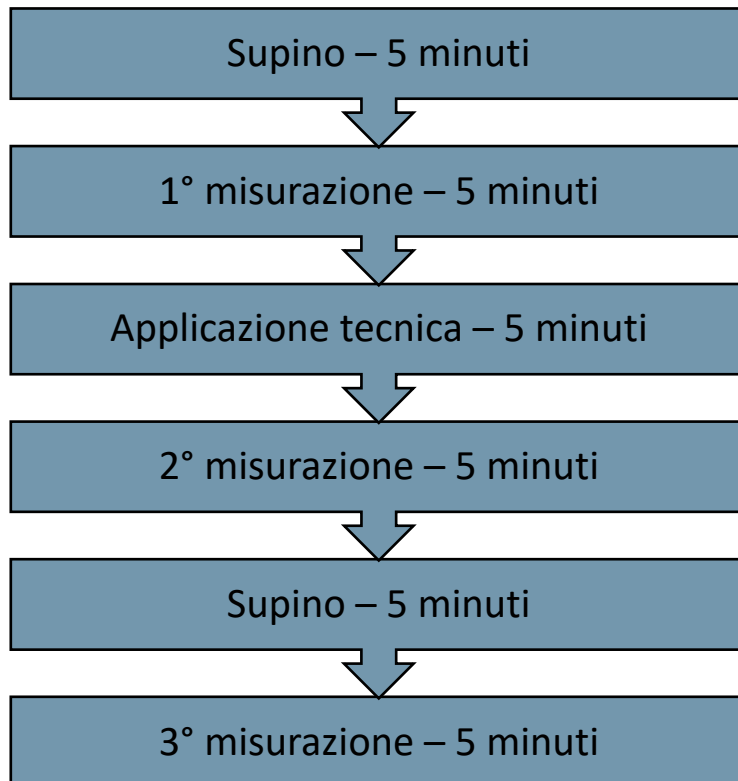 Supino – 5 minuti
1° misurazione – 5 minuti
Applicazione tecnica – 5 minuti
2° misurazione – 5 minuti
Supino – 5 minuti
3° misurazione – 5 minuti